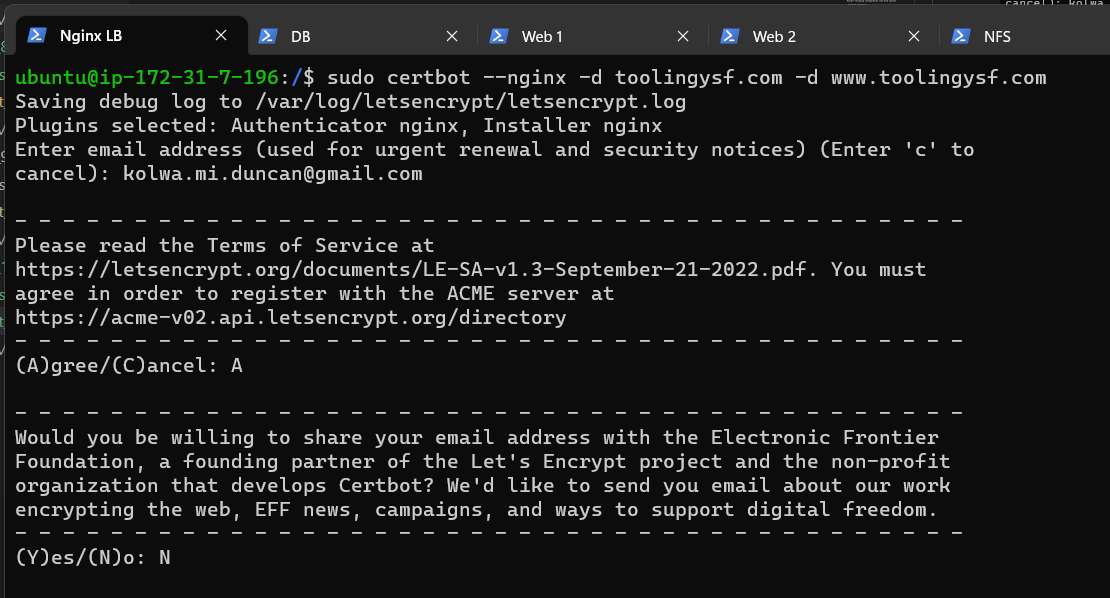 cancel): kolwa
Nginx LB
DB
Web 1
Web 2
NFS
ubuntu@ip-172-31-7-196:/$ sudo certbot --nginx -d toolingysf.com -d www.toolingysf.com
Saving debug log to /var/log/letsencrypt/letsencrypt.log
Plugins selected: Authenticator nginx, Installer nginx
Enter email address (used for urgent renewal and security notices) (Enter 'c' to
cancel): kolwa.mi.duncan@gmail.com
- - - - - - - - - - - - - - - - - - - - - - - - - - - - - - - - - - - - - - - -
Please read the Terms of Service at
https://letsencrypt.org/documents/LE-SA-v1.3-September-21-2022.pdf. You must
agree in order to register with the ACME server at
https://acme-v02.api.letsencrypt.org/directory
- - - - - - - - - - - - - - - - - - - - - - - - - - - - - - - - - - - - - - - -
(A)gree/(C)ancel: A
- - - - - - - - - - - - - - - - - - - - - - - - - - - - - - - - - - - - - - - -
Would you be willing to share your email address with the Electronic Frontier
Foundation, a founding partner of the Let's Encrypt project and the non-profit
organization that develops Certbot? We'd like to send you email about our work
encrypting the web, EFF news, campaigns, and ways to support digital freedom.
- - - - - - - - - - - - - - - - - - - - - - - - - - - - - - - - - - - - - - - -
(Y)es/(N)o: N